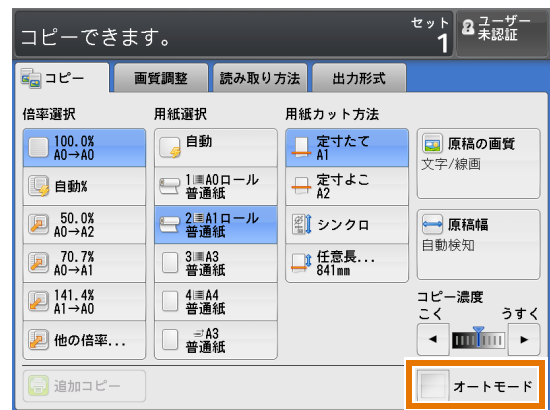 コピーできます。
セット
1
ユーザー
未認証
コピー
画質調整
読み取り方法
出力形式
倍率選択
100.0%
A0→A0
自動%
50.0%
A0→A2
70.7%
A0→A1
141.4%
A1→A0
他の倍率...
用紙選択
自動
1 A0ロール
普通紙
2 A1ロール
普通紙
3 A3
普通紙
4 A4
普通紙
A3
普通紙
用紙カット方法
定寸たて
A1
定寸よこ
A2
シンクロ
任意長...
841mm
原稿の画質
文字/線画
原稿幅
自動検知
コピー濃度
こく うすく
追加コピー
オートモード